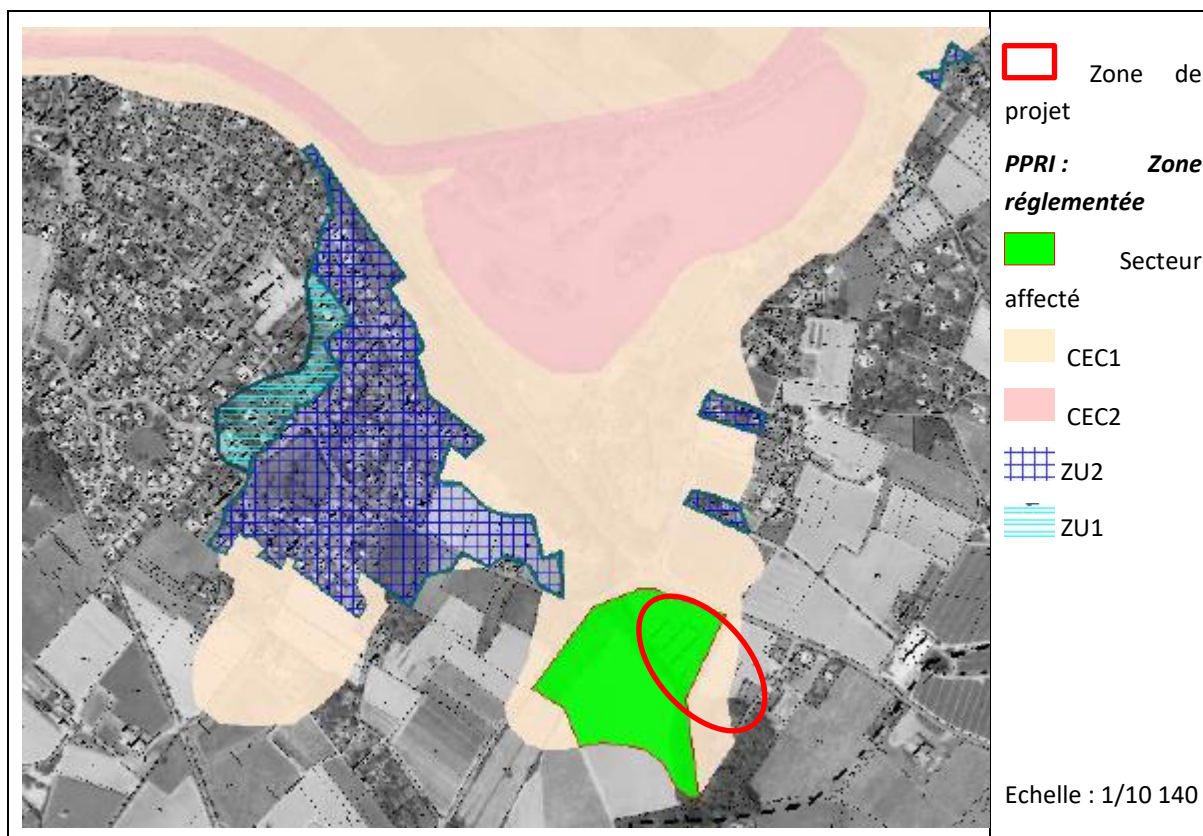 Zone de
projet
PPRI : Zone
réglementée
Secteur
affecté
CEC1
CEC2
ZU2
ZU1
Echelle : 1/10 140